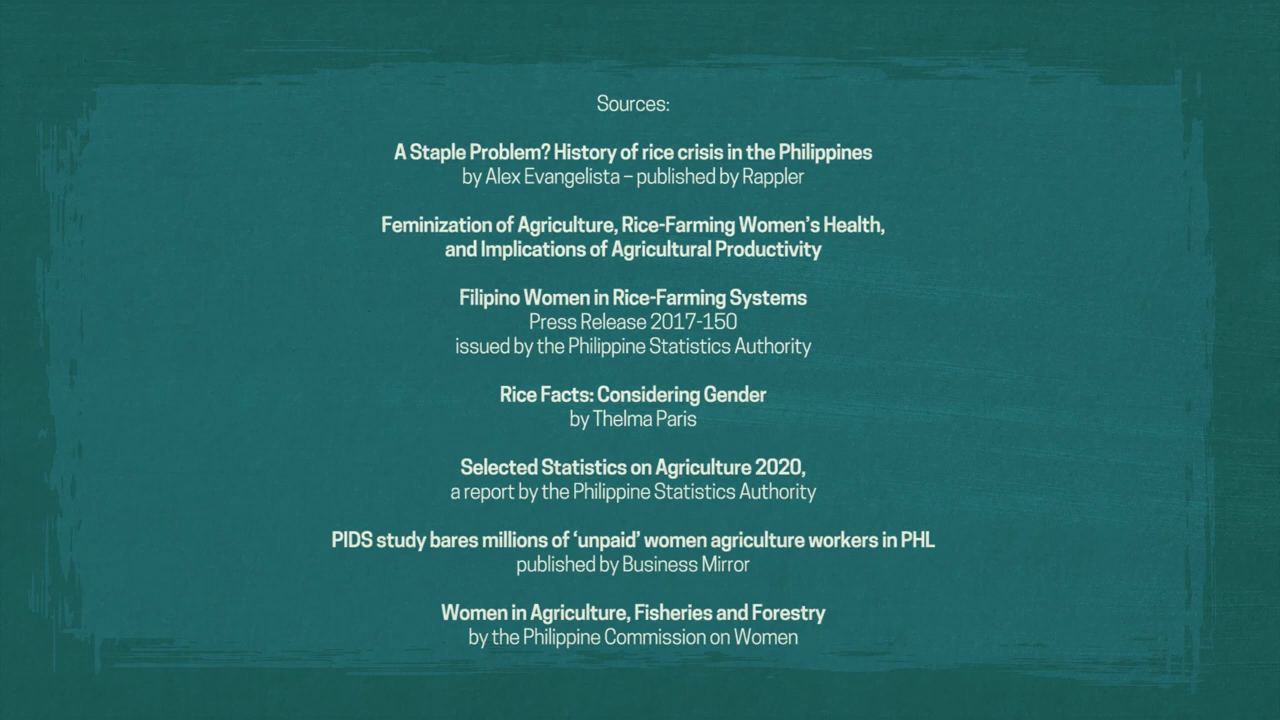 Sources:
A Staple Problem? History of rice crisis in the Philippines
by Alex Evangelista – published by Rappler
Feminization of Agriculture, Rice-Farming Women’s Health,
and Implications of Agricultural Productivity
Filipino Women in Rice-Farming Systems
Press Release 2017-150
issued by the Philippine Statistics Authority
Rice Facts: Considering Gender
by Thelma Paris
Selected Statistics on Agriculture 2020,
a report by the Philippine Statistics Authority
PIDS study bares millions of ‘unpaid’ women agriculture workers in PHL
published by Business Mirror
Women in Agriculture, Fisheries and Forestry
by the Philippine Commission on Women